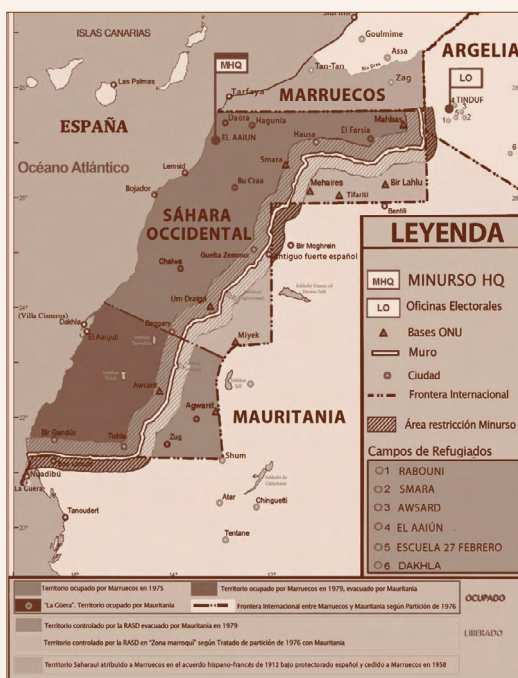 ISLAS CANARIAS
Goulmime
Assa
Tan-Tan
Zag
ARGELIA
Las Palmas
MHQ
Tarfaya
MARRUECOS
LO
TINDUF
4
3
5
1
2
6
Daora
Hagunía
Mahbas
ESPAÑA
EL AAIUN
Hausa
El Farsia
Océano Atlántico
Smara
Lemsid
Bu Craa
Mehaires
Bir Lahlu
Tifariti
Bojador
Bentili
SÁHARA
OCCIDENTAL
Bir Moghrein
Guelta Zemmur
Antiguo fuerte español
Chalwa
Um Draiga
(Villa Cisneros)
Dakhla
El Aargub
Miyek
Awsard
MAURITANIA
Agwanit
Bir Gandús
Tichla
Zug
Shum
Nuadibú
La Güera
Atar
Chinguetti
Tanoudert
Tentane
LEYENDA
MHQ MINURSO HQ
LO Oficinas Electorales
Bases ONU
Muro
Ciudad
Frontera Internacional
Área restricción Minurso
Campos de Refugiados
1 RABOUNI
2 SMARA
3 AWSARD
4 EL AAIÚN
5 ESCUELA 27 FEBRERO
6 DAKHLA
Territorio ocupado por Marruecos en 1975
Territorio ocupado por Marruecos en 1979, evacuado por Mauritania
"La Güera". Territorio ocupado por Mauritania
Frontera Internacional entre Marruecos y Mauritania según Partición de 1976
OCUPADO
Territorio controlado por la RASD evacuado por Mauritania en 1979
Territorio controlado por la RASD en "Zona marroquí" según Tratado de partición de 1976 con Mauritania
LIBERADO
Territorio Saharaui atribuido a Marruecos en el acuerdo hispano-francés de 1912 bajo protectorado español y cedido a Marruecos en 1958